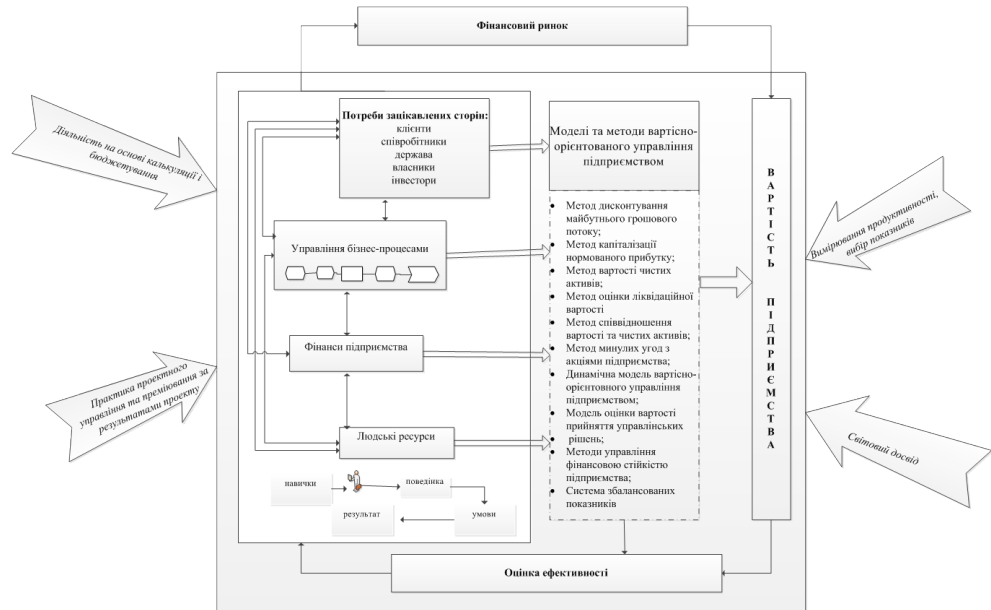 Фінансовий ринок
Діяльність на основі калькуляції і
бюджетування
Потреби зацікавлених сторін:
клієнти
співробітники
держава
власники
інвестори
Моделі та методи вартісно-
орієнтованого управління
підприємством
Управління бізнес-процесами
Фінанси підприємства
Людські ресурси
навички
поведінка
результат
умови
Метод дисконтування
майбутнього грошового
потоку;
Метод капіталізації
нормованого прибутку;
Метод вартості чистих
активів;
Метод оцінки ліквідаційної
вартості
Метод співвідношення
вартості та чистих активів;
Метод минулих угод з
акціями підприємства;
Динамічна модель вартісно-
орієнтовного управління
підприємством;
Модель оцінки вартості
прийняття управлінських
рішень;
Методи управління
фінансовою стійкістю
підприємства;
Система збалансованих
показників
ВАРТІСТЬ ПІДПРИЄМСТВА
Вимірювання продуктивності,
вибір показників
Практика проектного
управління та преміювання за
результатами проекту
Світовий досвід
Оцінка ефективності